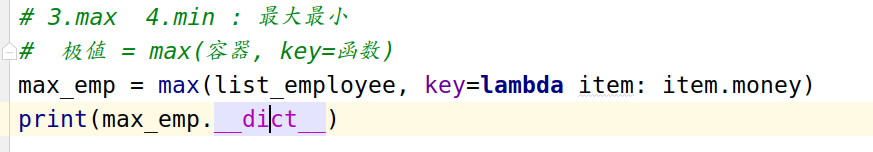 # 3.max  4.min : 最大最小
#  极值 = max(容器, key=函数)
max_emp = max(list_employee, key=lambda item: item.money)
print(max_emp.__dict__)